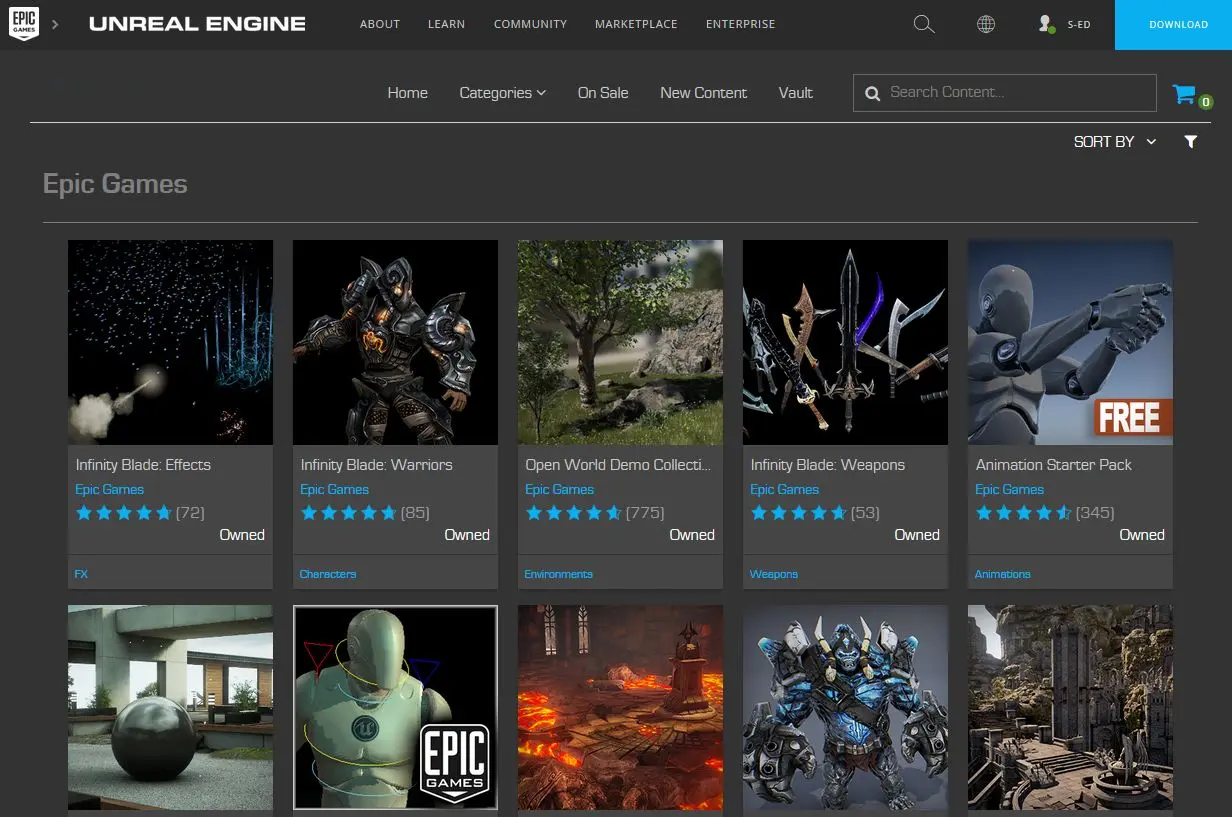 EPIC GAMES
UNREAL ENGINE
ABOUT LEARN COMMUNITY MARKETPLACE ENTERPRISE
S-ED
DOWNLOAD
Home Categories On Sale New Content Vault
Search Content...
0
SORT BY
Epic Games
FREE
Infinity Blade: Effects
Epic Games
(72)
Owned
FX
Infinity Blade: Warriors
Epic Games
(85)
Owned
Characters
Open World Demo Collecti...
Epic Games
(775)
Owned
Environments
Infinity Blade: Weapons
Epic Games
(53)
Owned
Weapons
Animation Starter Pack
Epic Games
(345)
Owned
Animations
EPIC
GAMES